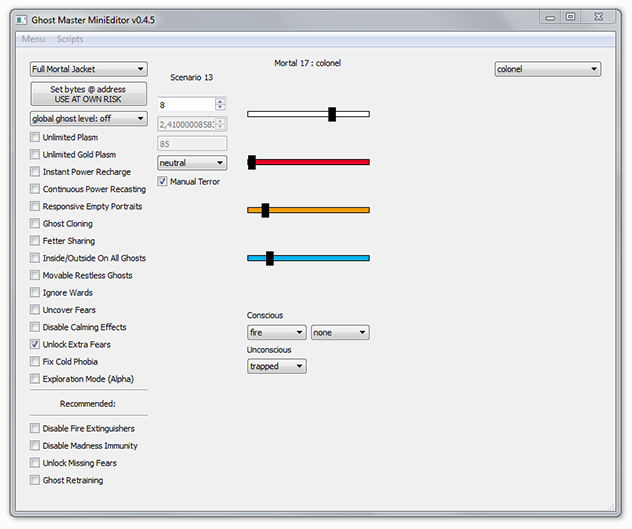 Ghost Master MiniEditor v0.4.5
Menu Scripts
Full Mortal Jacket
Set bytes @ address
USE AT OWN RISK
global ghost level: off
Unlimited Plasm
Unlimited Gold Plasm
Instant Power Recharge
Continuous Power Recasting
Responsive Empty Portraits
Ghost Cloning
Fetter Sharing
Inside/Outside On All Ghosts
Movable Restless Ghosts
Ignore Wards
Uncover Fears
Disable Calming Effects
Unlock Extra Fears
Fix Cold Phobia
Exploration Mode (Alpha)
Recommended:
Disable Fire Extinguishers
Disable Madness Immunity
Unlock Missing Fears
Ghost Retraining
Scenario 13
8
85
neutral
Manual Terror
Mortal 17 : colonel
colonel
Conscious
fire none
Unconscious
trapped